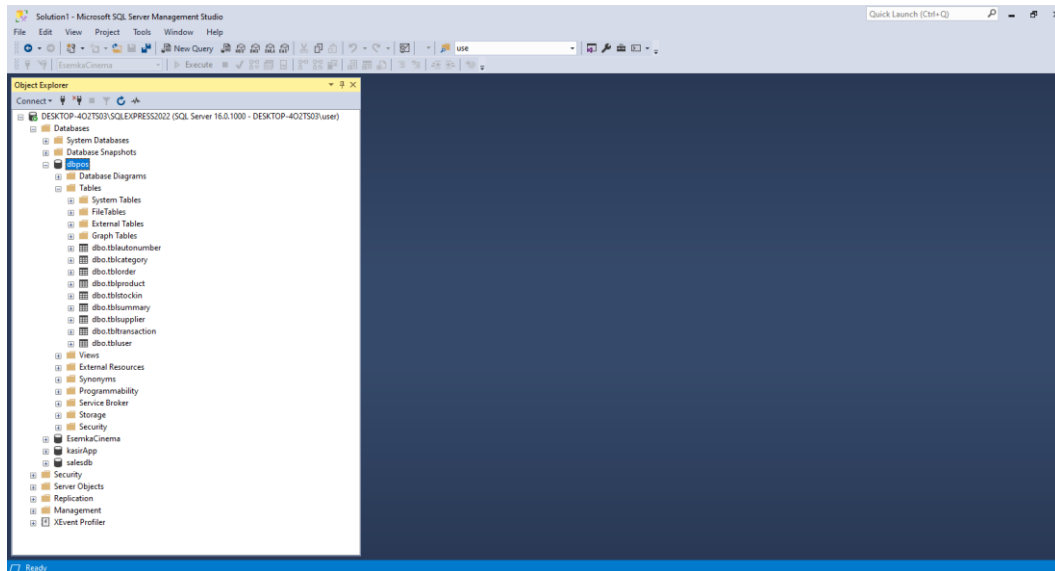 Solution1 - Microsoft SQL Server Management Studio
Quick Launch (Ctrl+Q)
File Edit View Project Tools Window Help
New Query
use
EsemkaCinema
Execute
Object Explorer
Connect
DESKTOP-4O2TS03\SQLEXPRESS2022 (SQL Server 16.0.1000 - DESKTOP-4O2TS03\user)
Databases
System Databases
Database Snapshots
dbpos
Database Diagrams
Tables
System Tables
FileTables
External Tables
Graph Tables
dbo.tblautonumber
dbo.tblcategory
dbo.tblorder
dbo.tblproduct
dbo.tblstockin
dbo.tblsummary
dbo.tblsupplier
dbo.tbltransaction
dbo.tbluser
Views
External Resources
Synonyms
Programmability
Service Broker
Storage
Security
EsemkaCinema
kasirApp
salesdb
Security
Server Objects
Replication
Management
XEvent Profiler
Ready